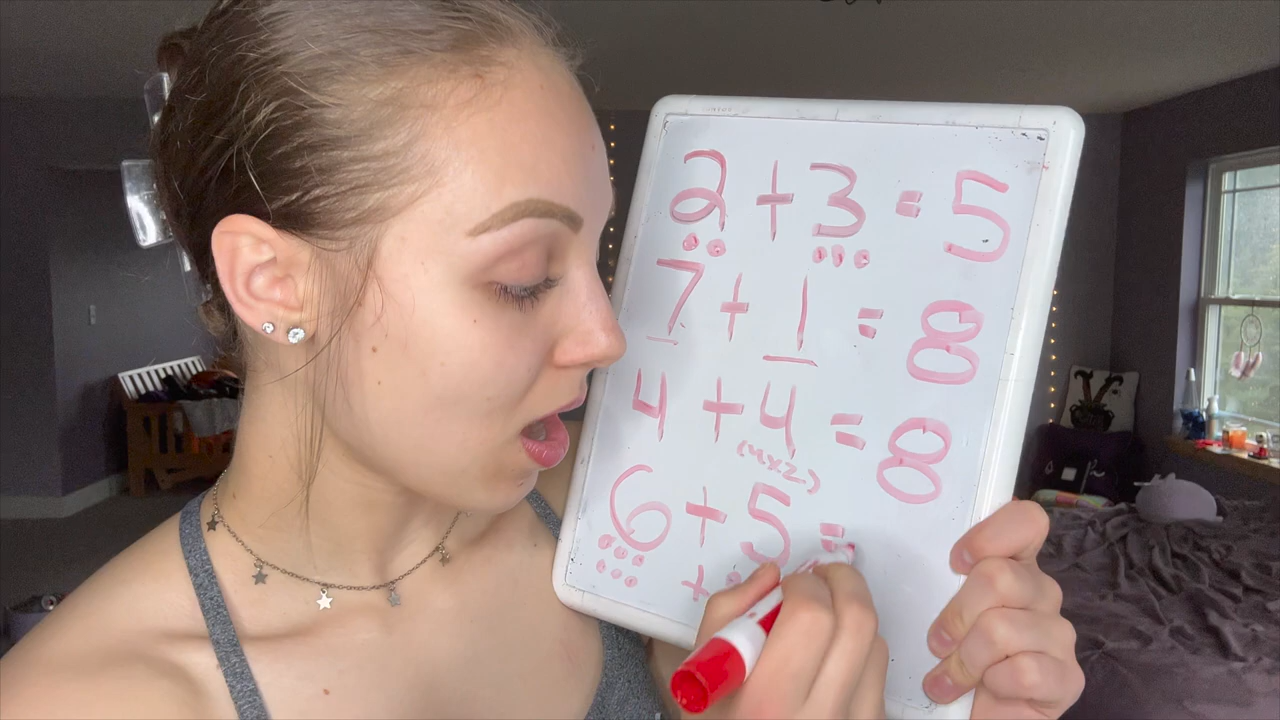 2 + 3 = 5
7 + 1 = 8
4 + 4 = 8
(4x2)
6 + 5 =
+